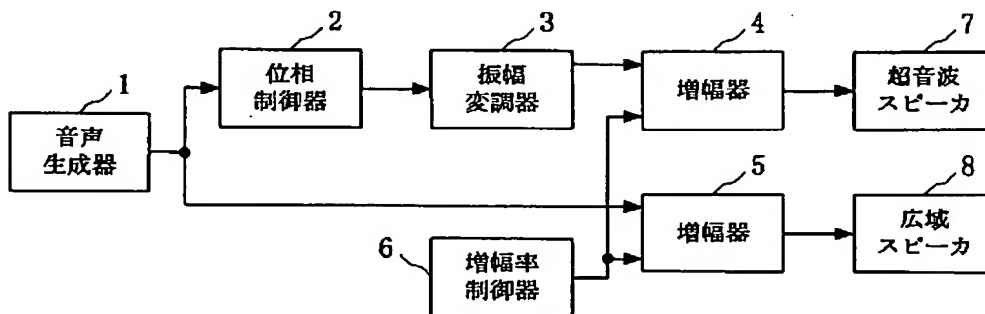 1
音声
生成器
2
位相
制御器
3
振幅
変調器
4
増幅器
7
超音波
スピーカ
5
増幅器
8
広域
スピーカ
6
増幅率
制御器